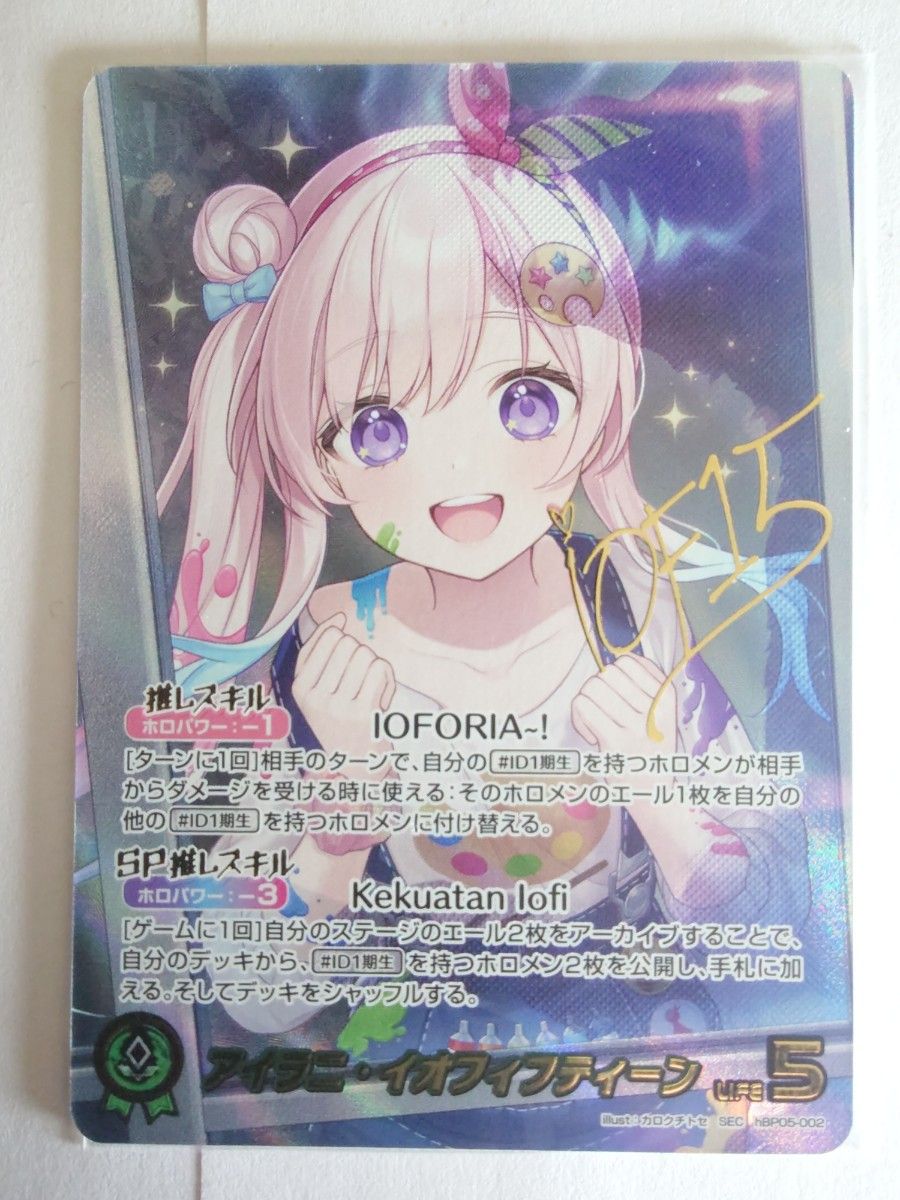 iOFi15
推しスキル
ホロパワー：－1
IOFORIA~!
[ターンに1回]相手のターンで、自分の #ID1期生 を持つホロメンが相手
からダメージを受ける時に使える：そのホロメンのエール1枚を自分の
他の #ID1期生 を持つホロメンに付け替える。
SP推しスキル
ホロパワー：－3
Kekuatan Iofi
[ゲームに1回]自分のステージのエール2枚をアーカイブすることで、
自分のデッキから、 #ID1期生 を持つホロメン2枚を公開し、手札に加
える。そしてデッキをシャッフルする。
アイラニ・イオフィフティーン LIFE 5
illust：カロクチトセ SEC hBP05-002